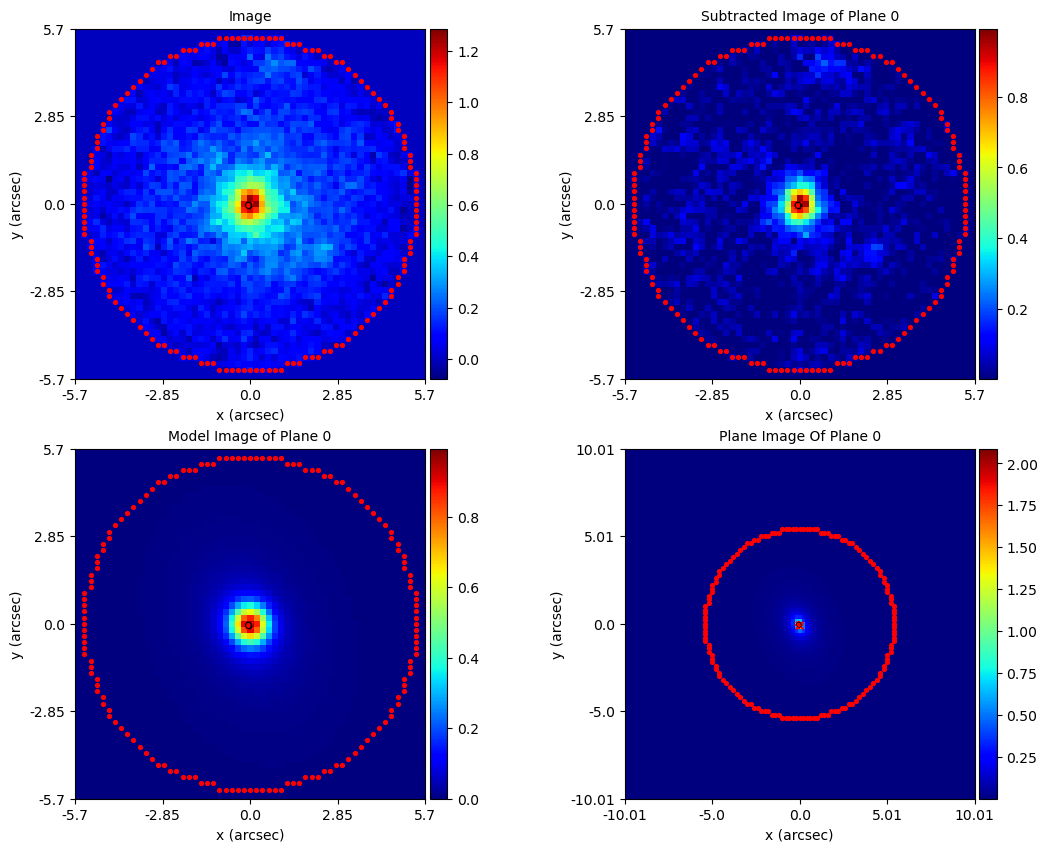 Image
5.7
2.85
0.0
-2.85
-5.7
y (arcsec)
-5.7 -2.85 0.0 2.85 5.7
x (arcsec)
1.2
1.0
0.8
0.6
0.4
0.2
0.0
Subtracted Image of Plane 0
5.7
2.85
0.0
-2.85
-5.7
y (arcsec)
-5.7 -2.85 0.0 2.85 5.7
x (arcsec)
0.8
0.6
0.4
0.2
Model Image of Plane 0
5.7
2.85
0.0
-2.85
-5.7
y (arcsec)
-5.7 -2.85 0.0 2.85 5.7
x (arcsec)
0.8
0.6
0.4
0.2
0.0
Plane Image Of Plane 0
10.01
5.01
0.0
-5.0
-10.01
y (arcsec)
-10.01 -5.0 0.0 5.01 10.01
x (arcsec)
2.00
1.75
1.50
1.25
1.00
0.75
0.50
0.25